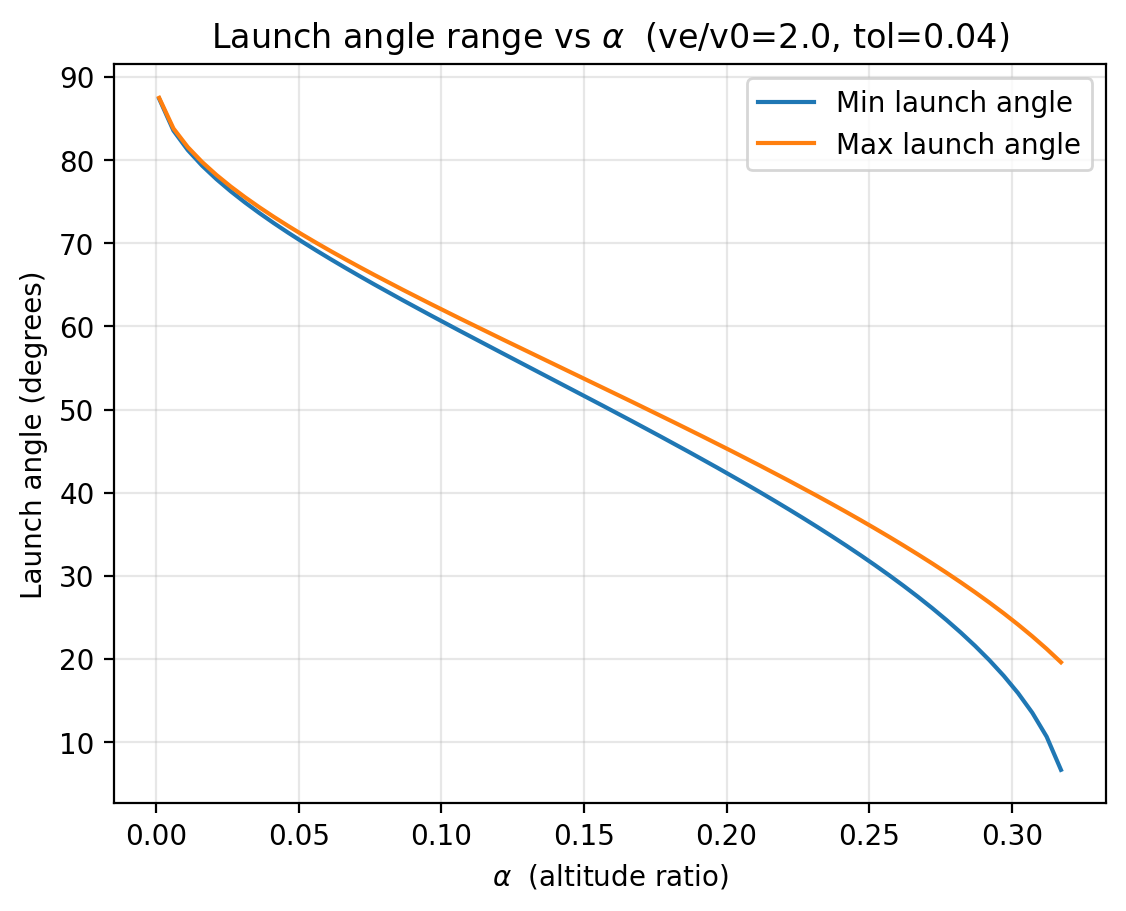 Launch angle range vs α (ve/v0=2.0, tol=0.04)
Min launch angle
Max launch angle
Launch angle (degrees)
90
80
70
60
50
40
30
20
10
0.00 0.05 0.10 0.15 0.20 0.25 0.30
α (altitude ratio)